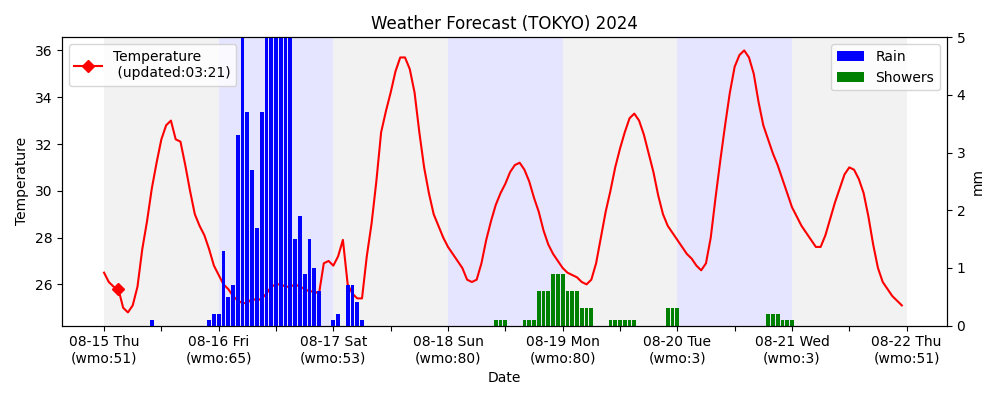 Weather Forecast (TOKYO) 2024
Temperature
(updated:03:21)
Rain
Showers
36
34
32
30
28
26
Temperature
5
4
3
2
1
0
mm
08-15 Thu
(wmo:51)
08-16 Fri
(wmo:65)
08-17 Sat
(wmo:53)
08-18 Sun
(wmo:80)
08-19 Mon
(wmo:80)
08-20 Tue
(wmo:3)
08-21 Wed
(wmo:3)
08-22 Thu
(wmo:51)
Date